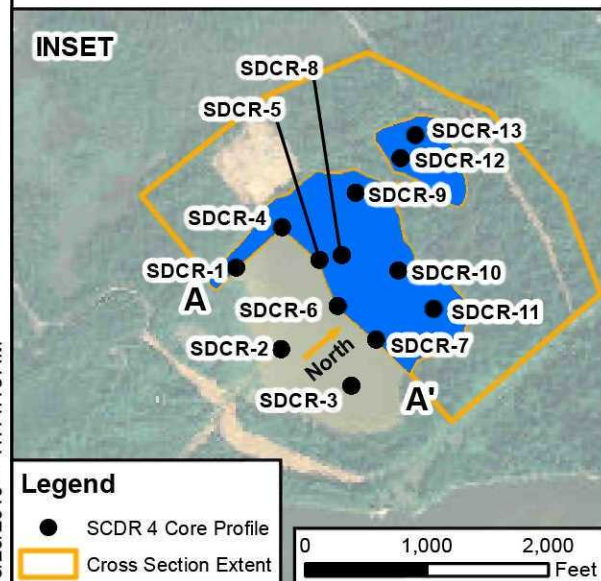 INSET
SDCR-8
SDCR-5
SDCR-13
SDCR-12
SDCR-9
SDCR-4
SDCR-1
A
SDCR-10
SDCR-6
SDCR-11
SDCR-2
North
SDCR-7
SDCR-3
A'
Legend
SCDR 4 Core Profile
Cross Section Extent
0 1,000 2,000
Feet